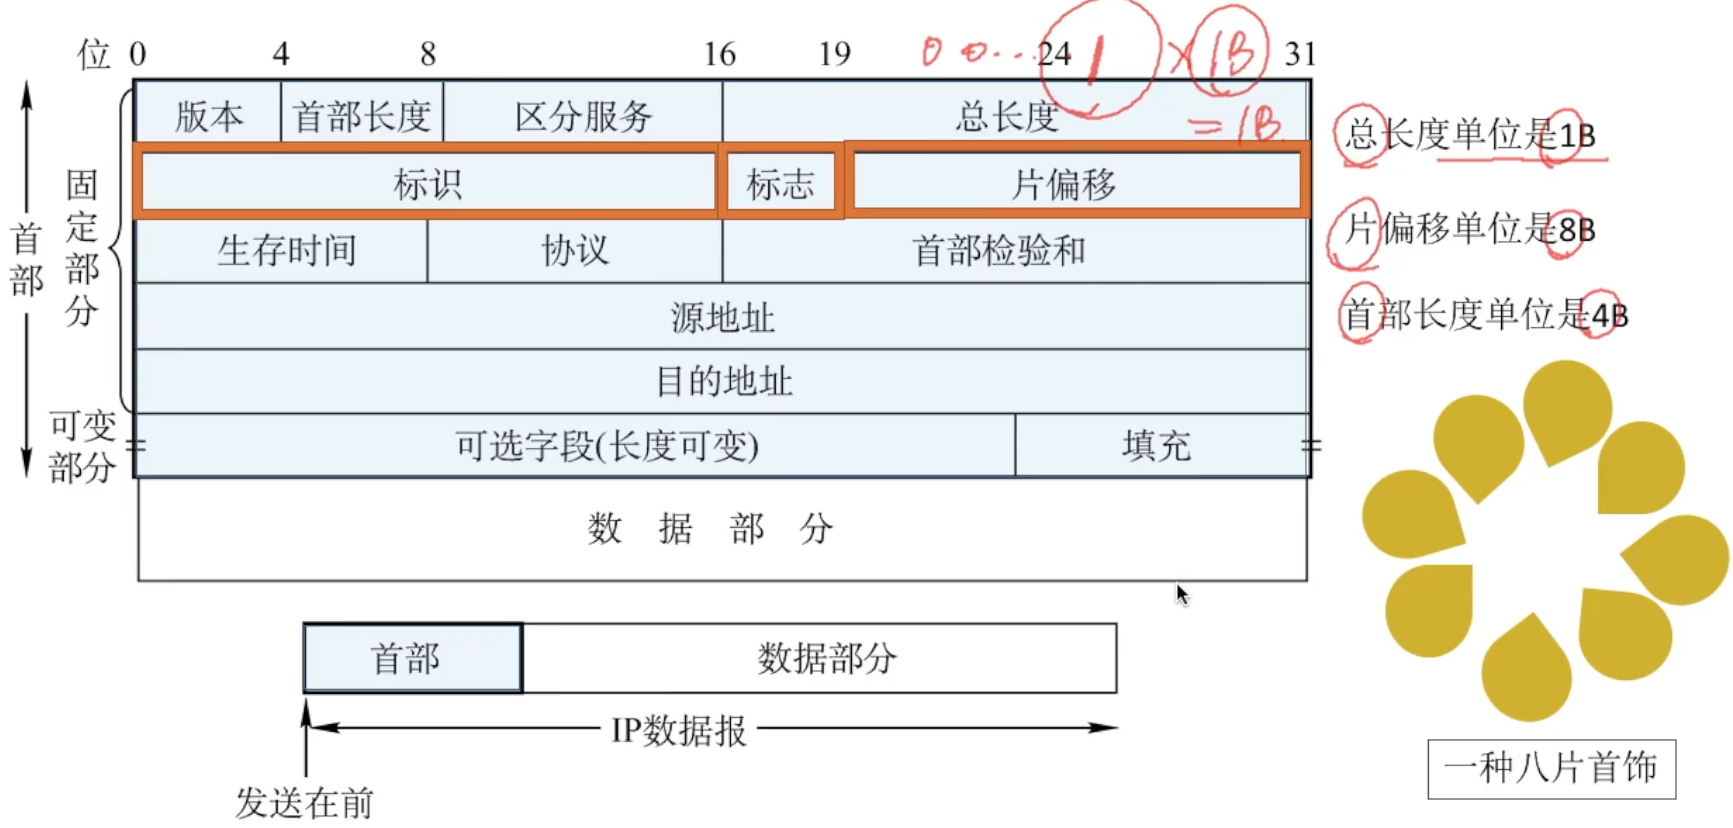 位 0 4 8 16 19 24 31
0 0... 1 × 1B
= 1B
版本 首部长度 区分服务 总长度
标识 标志 片偏移
生存时间 协议 首部检验和
源地址
目的地址
可选字段(长度可变) 填充
数 据 部 分
首部
固定部分
可变
部分
总长度单位是1B
片偏移单位是8B
首部长度单位是4B
首部 数据部分
IP数据报
发送在前
一种八片首饰